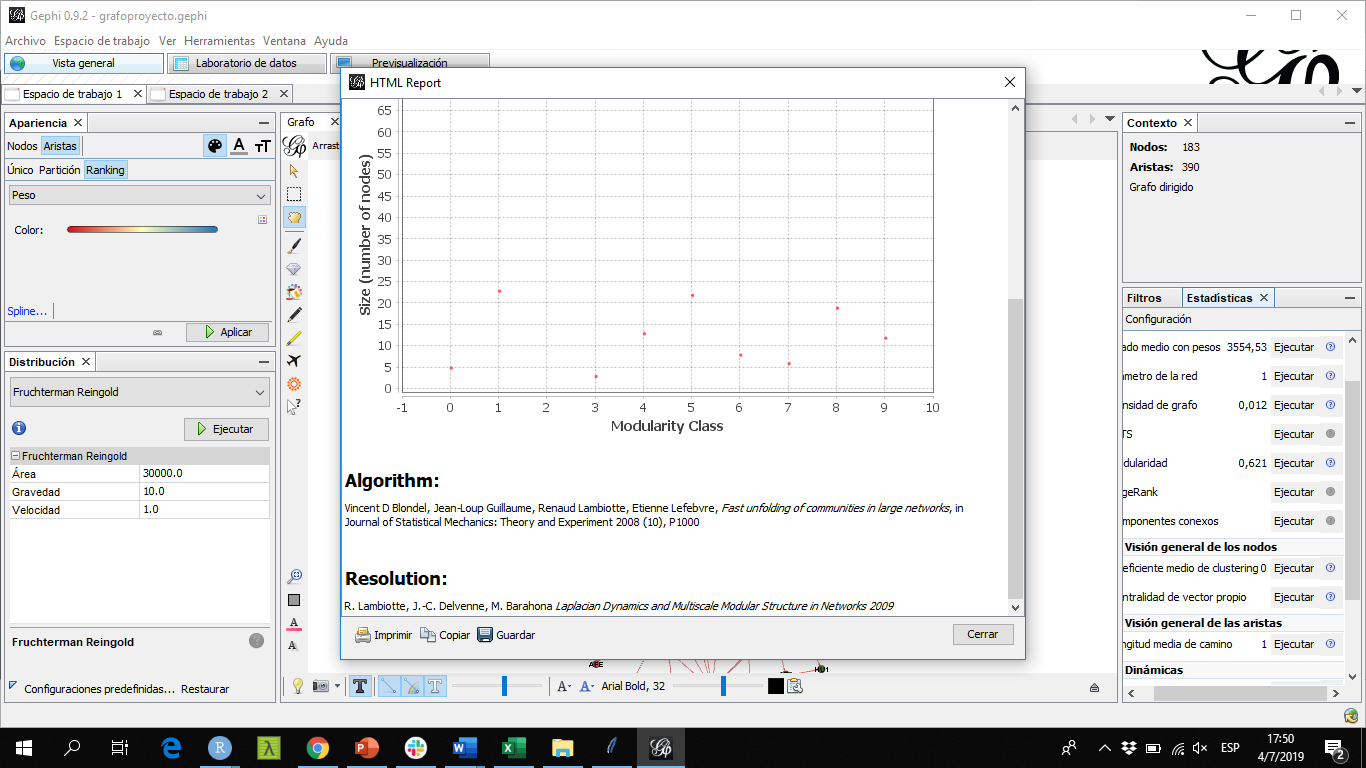 Gephi 0.9.2 - grafoproyecto.gephi
Archivo Espacio de trabajo Ver Herramientas Ventana Ayuda
Vista general Laboratorio de datos Previsualización
Espacio de trabajo 1 Espacio de trabajo 2
Apariencia
Nodos Aristas
Único Partición Ranking
Peso
Color:
Spline...
Aplicar
Distribución
Fruchterman Reingold
Ejecutar
Fruchterman Reingold
Área 30000.0
Gravedad 10.0
Velocidad 1.0
Fruchterman Reingold
Configuraciones predefinidas... Restaurar
Grafo
Arrast
HTML Report
Size (number of nodes)
65
60
55
50
45
40
35
30
25
20
15
10
5
0
-1 0 1 2 3 4 5 6 7 8 9 10
Modularity Class
Algorithm:
Vincent D Blondel, Jean-Loup Guillaume, Renaud Lambiotte, Etienne Lefebvre, Fast unfolding of communities in large networks, in
Journal of Statistical Mechanics: Theory and Experiment 2008 (10), P1000
Resolution:
R. Lambiotte, J.-C. Delvenne, M. Barahona Laplacian Dynamics and Multiscale Modular Structure in Networks 2009
Imprimir Copiar Guardar Cerrar
Arial Bold, 32
Contexto
Nodos: 183
Aristas: 390
Grafo dirigido
Filtros Estadísticas
Configuración
ado medio con pesos 3554,53 Ejecutar
metro de la red 1 Ejecutar
nsidad de grafo 0,012 Ejecutar
TS Ejecutar
dularidad 0,621 Ejecutar
geRank Ejecutar
mponentes conexos Ejecutar
Visión general de los nodos
eficiente medio de clustering 0 Ejecutar
ntralidad de vector propio Ejecutar
Visión general de las aristas
ngitud media de camino 1 Ejecutar
Dinámicas
ESP
17:50
4/7/2019
2